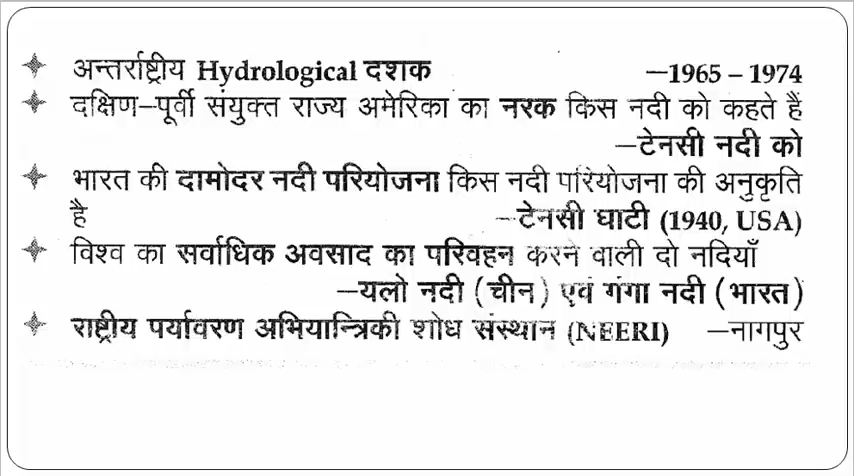 अन्तर्राष्ट्रीय Hydrological दशक –1965 – 1974
दक्षिण–पूर्वी संयुक्त राज्य अमेरिका का नरक किस नदी को कहते हैं
–टेनसी नदी को
भारत की दामोदर नदी परियोजना किस नदी परियोजना की अनुकृति
है –टेनसी घाटी (1940, USA)
विश्व का सर्वाधिक अवसाद का परिवहन करने वाली दो नदियाँ
–यलो नदी (चीन) एवं गंगा नदी (भारत)
राष्ट्रीय पर्यावरण अभियान्त्रिकी शोध संस्थान (NEERI) –नागपुर